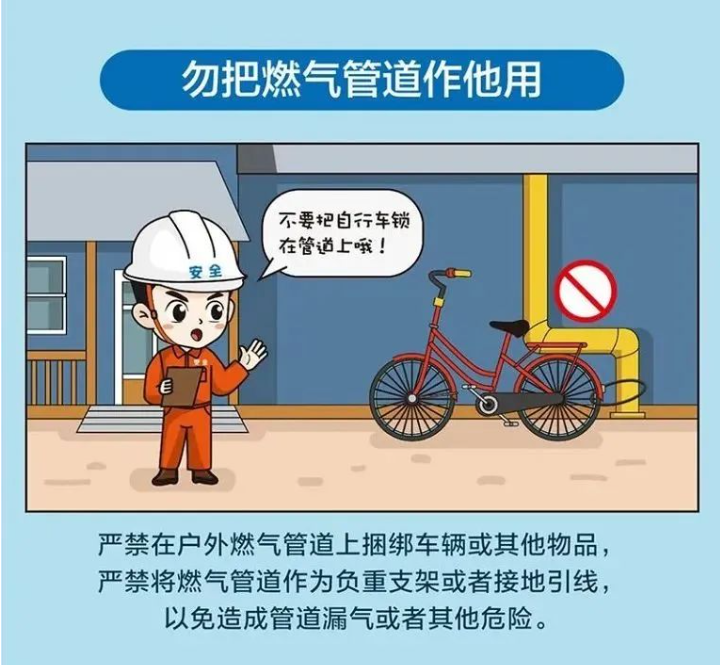 勿把燃气管道作他用
不要把自行车锁
在管道上哦！
安全
安全
严禁在户外燃气管道上捆绑车辆或其他物品，
严禁将燃气管道作为负重支架或者接地引线，
以免造成管道漏气或者其他危险。